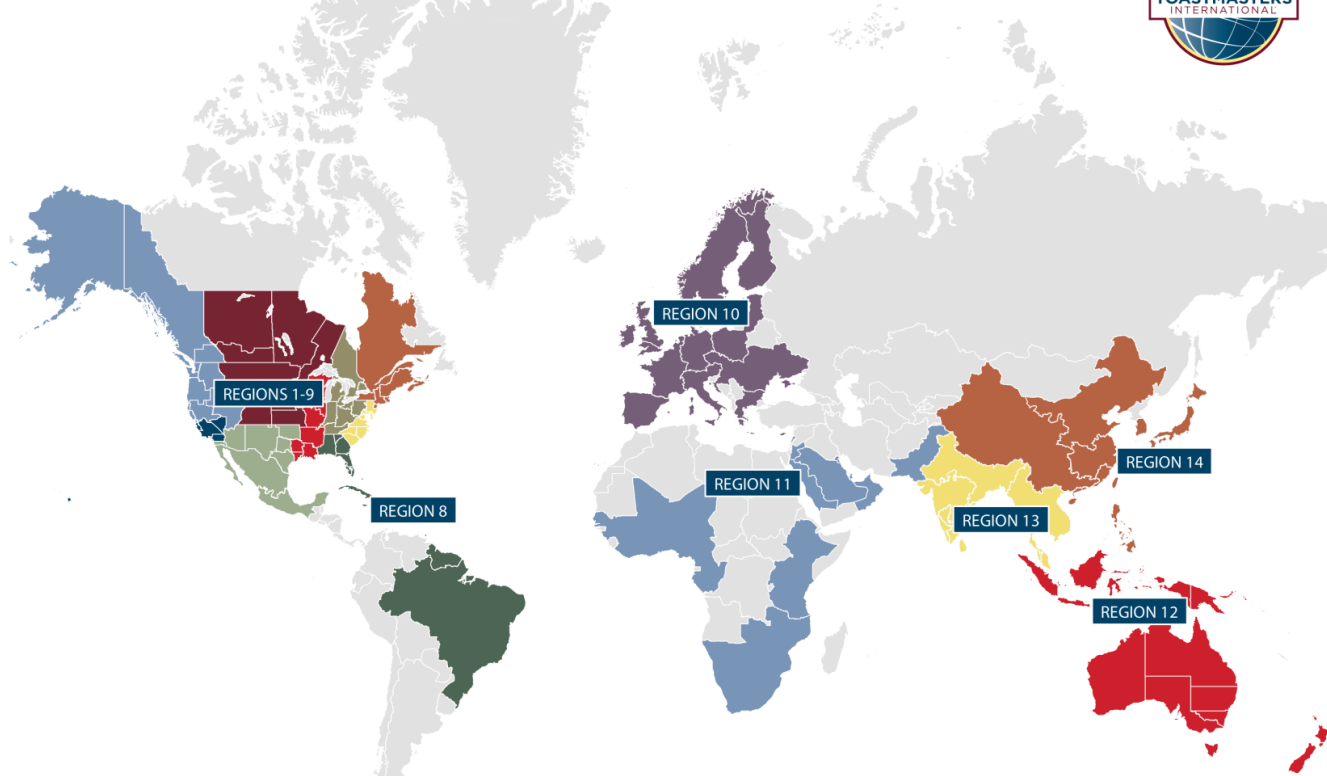 TOASTMASTERS
INTERNATIONAL
REGION 10
REGIONS 1-9
REGION 14
REGION 11
REGION 8
REGION 13
REGION 12